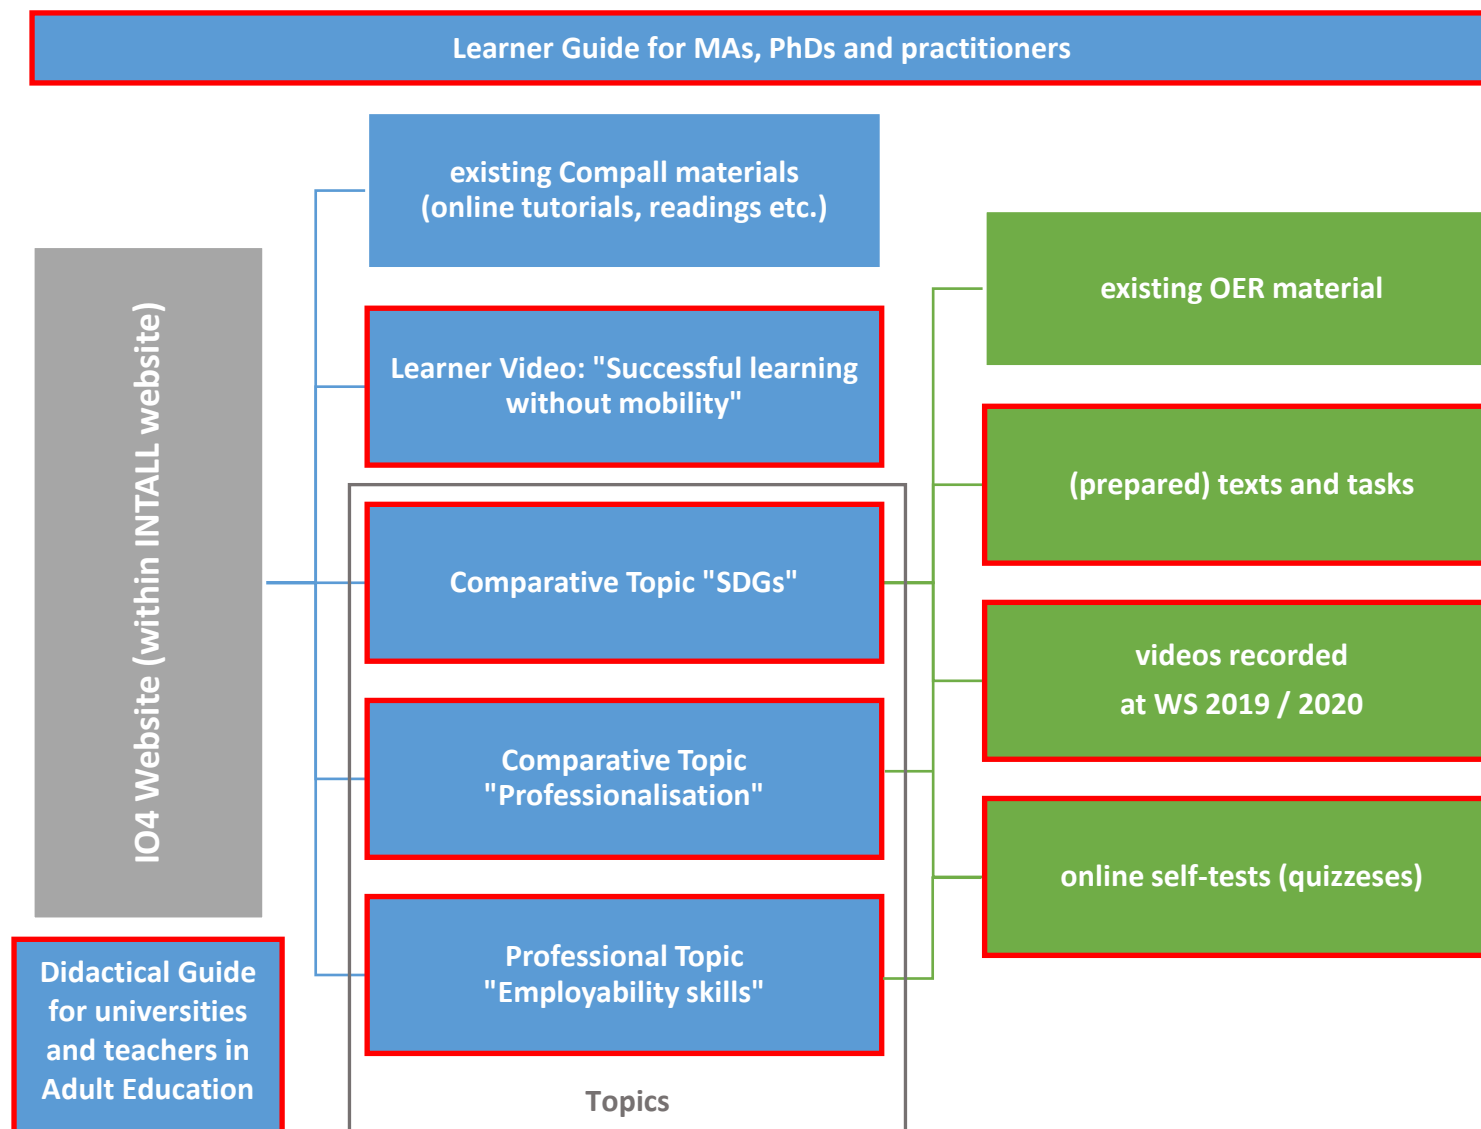 Learner Guide for MAs, PhDs and practitioners
existing Compall materials
(online tutorials, readings etc.)
Learner Video: "Successful learning
without mobility"
Comparative Topic "SDGs"
Comparative Topic
"Professionalisation"
Professional Topic
"Employability skills"
Topics
IO4 Website (within INTALL website)
Didactical Guide
for universities
and teachers in
Adult Education
existing OER material
(prepared) texts and tasks
videos recorded
at WS 2019 / 2020
online self-tests (quizzeses)